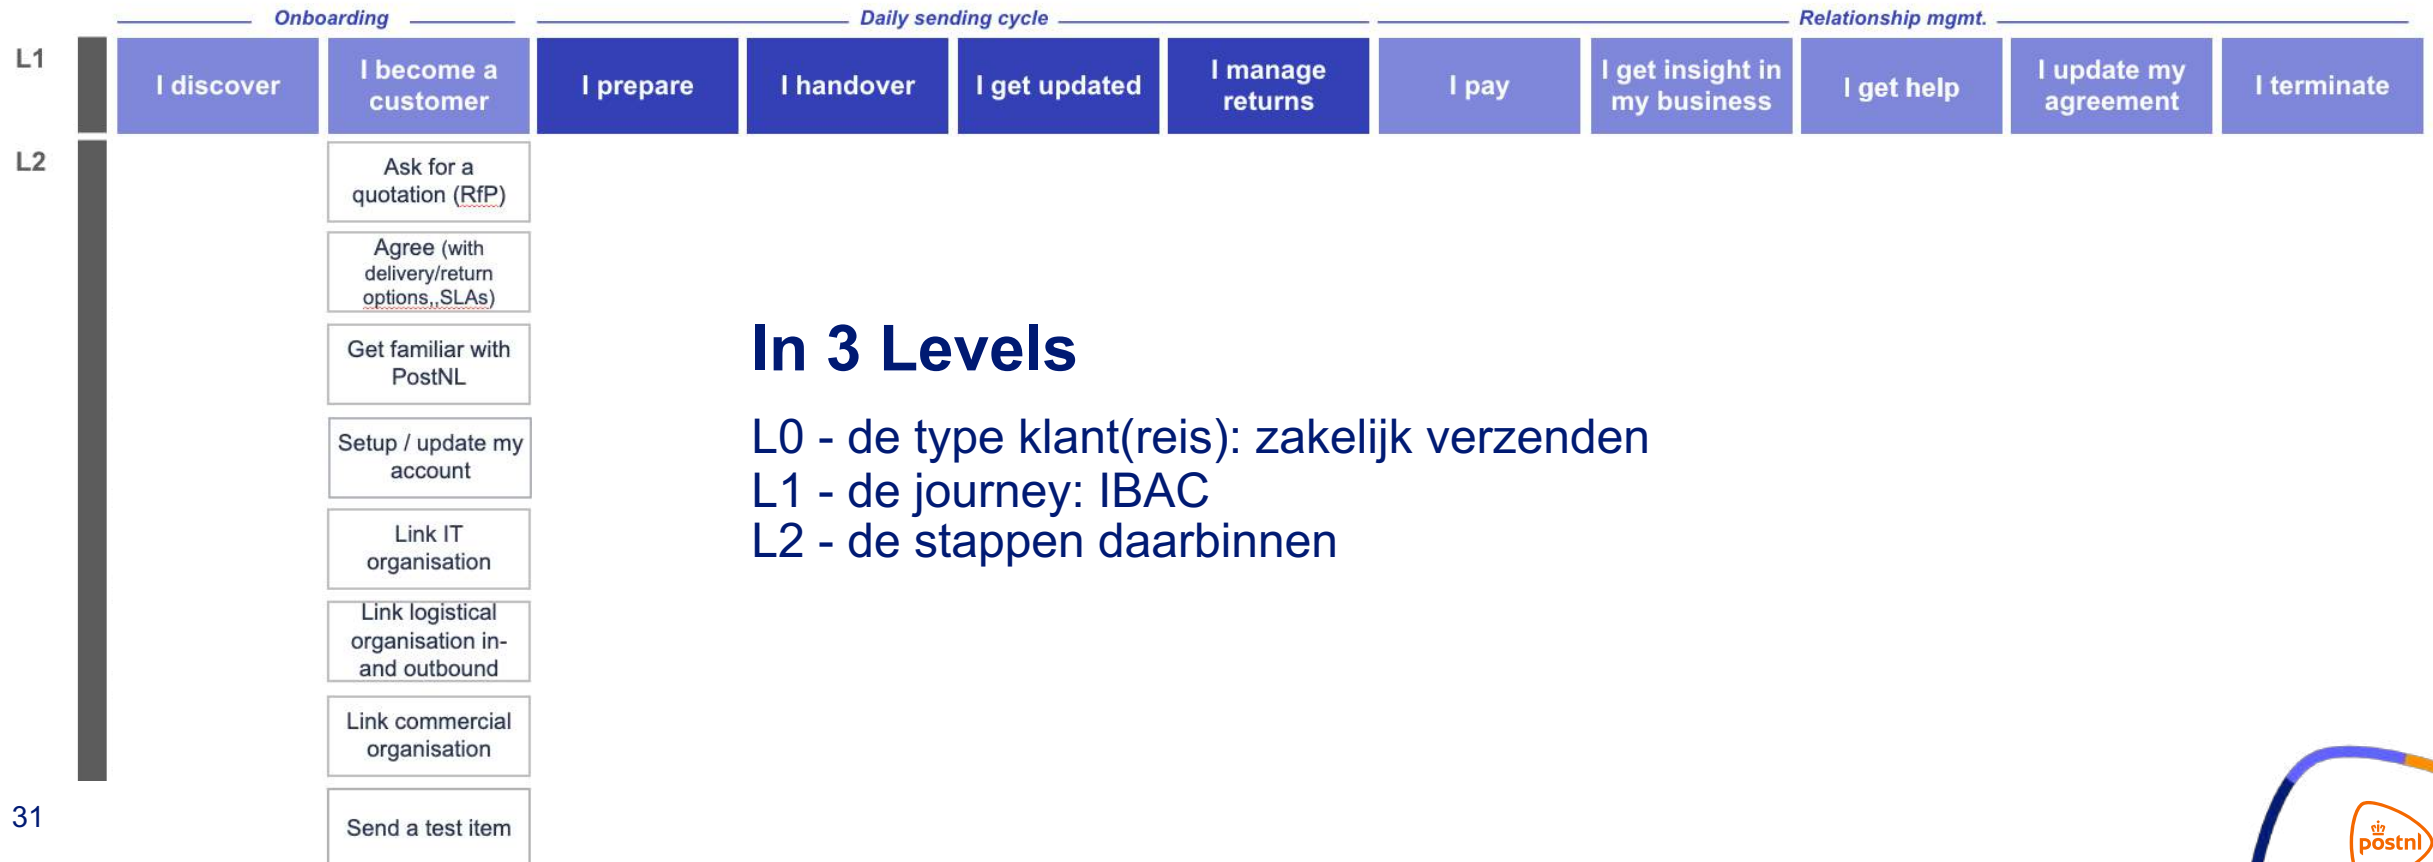 Onboarding
Daily sending cycle
Relationship mgmt.
L1
I discover
I become a
customer
I prepare
I handover
I get updated
I manage
returns
I pay
I get insight in
my business
I get help
I update my
agreement
I terminate
L2
Ask for a
quotation (RfP)
Agree (with
delivery/return
options,,SLAs)
Get familiar with
PostNL
Setup / update my
account
Link IT
organisation
Link logistical
organisation in-
and outbound
Link commercial
organisation
Send a test item
In 3 Levels
L0 - de type klant(reis): zakelijk verzenden
L1 - de journey: IBAC
L2 - de stappen daarbinnen
31
postnl